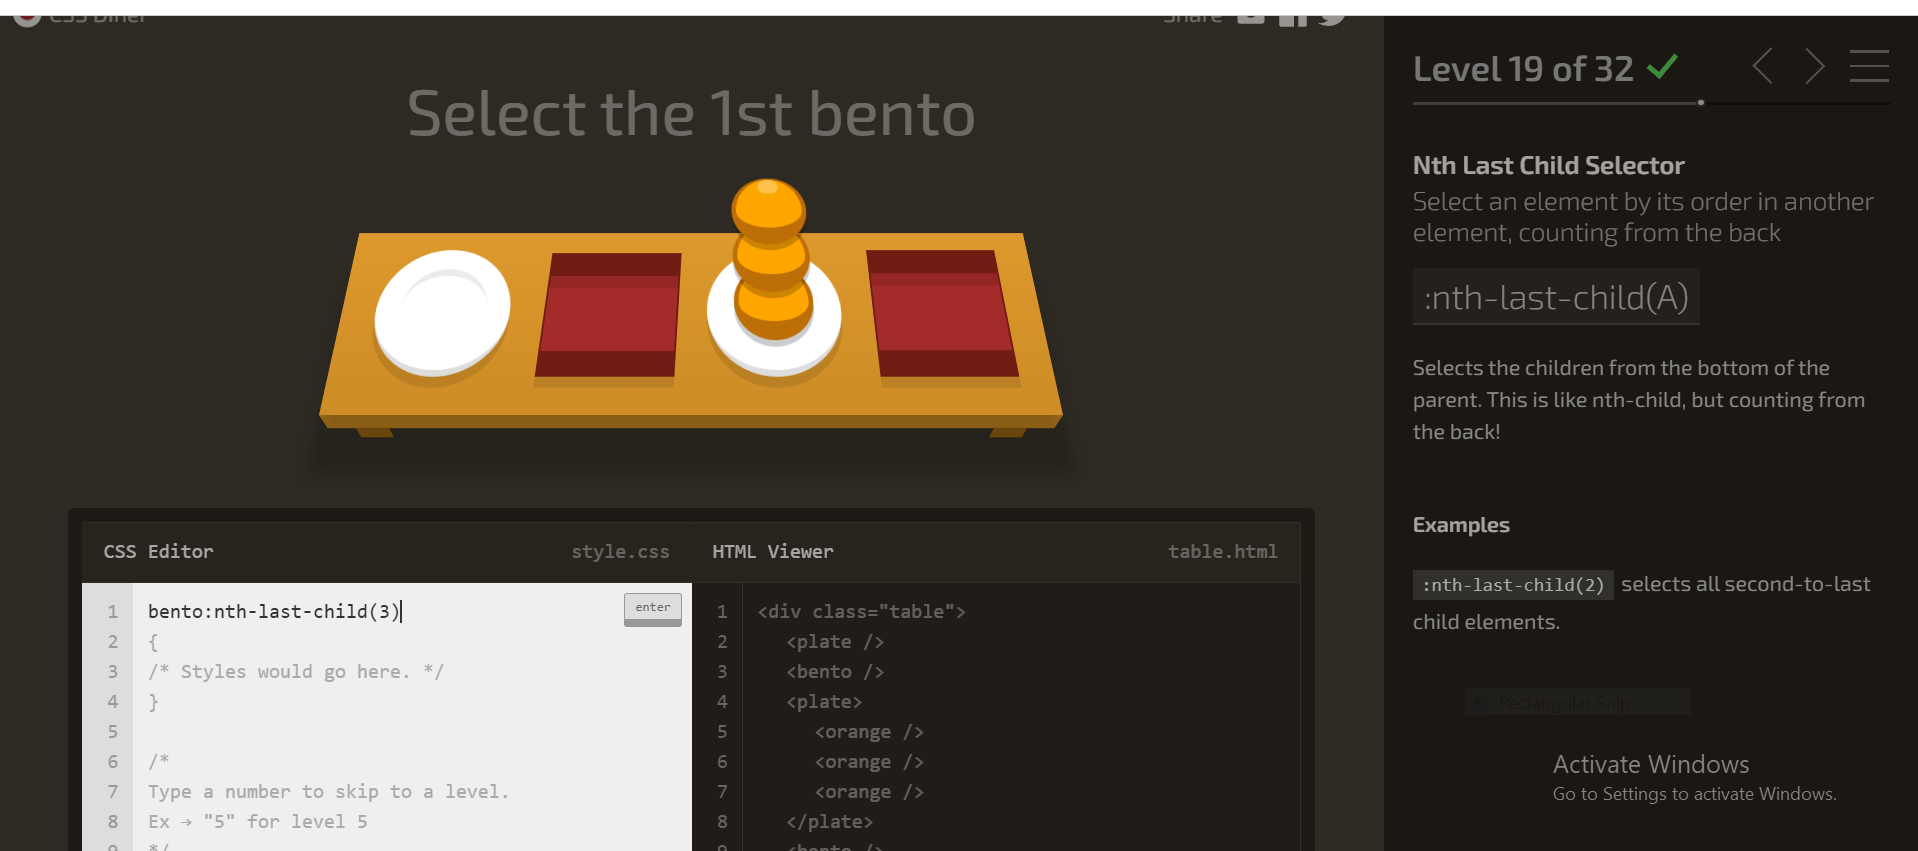 CSS Diner
Share
Select the 1st bento
CSS Editor
style.css
HTML Viewer
table.html
1
bento:nth-last-child(3)
enter
2
{
3
/* Styles would go here. */
4
}
5
6
/*
7
Type a number to skip to a level.
8
Ex → "5" for level 5
9
*/
1
<div class="table">
2
<plate />
3
<bento />
4
<plate>
5
<orange />
6
<orange />
7
<orange />
8
</plate>
9
<bento />
Level 19 of 32
Nth Last Child Selector
Select an element by its order in another
element, counting from the back
:nth-last-child(A)
Selects the children from the bottom of the
parent. This is like nth-child, but counting from
the back!
Examples
:nth-last-child(2) selects all second-to-last
child elements.
Rectangular Snip
Activate Windows
Go to Settings to activate Windows.